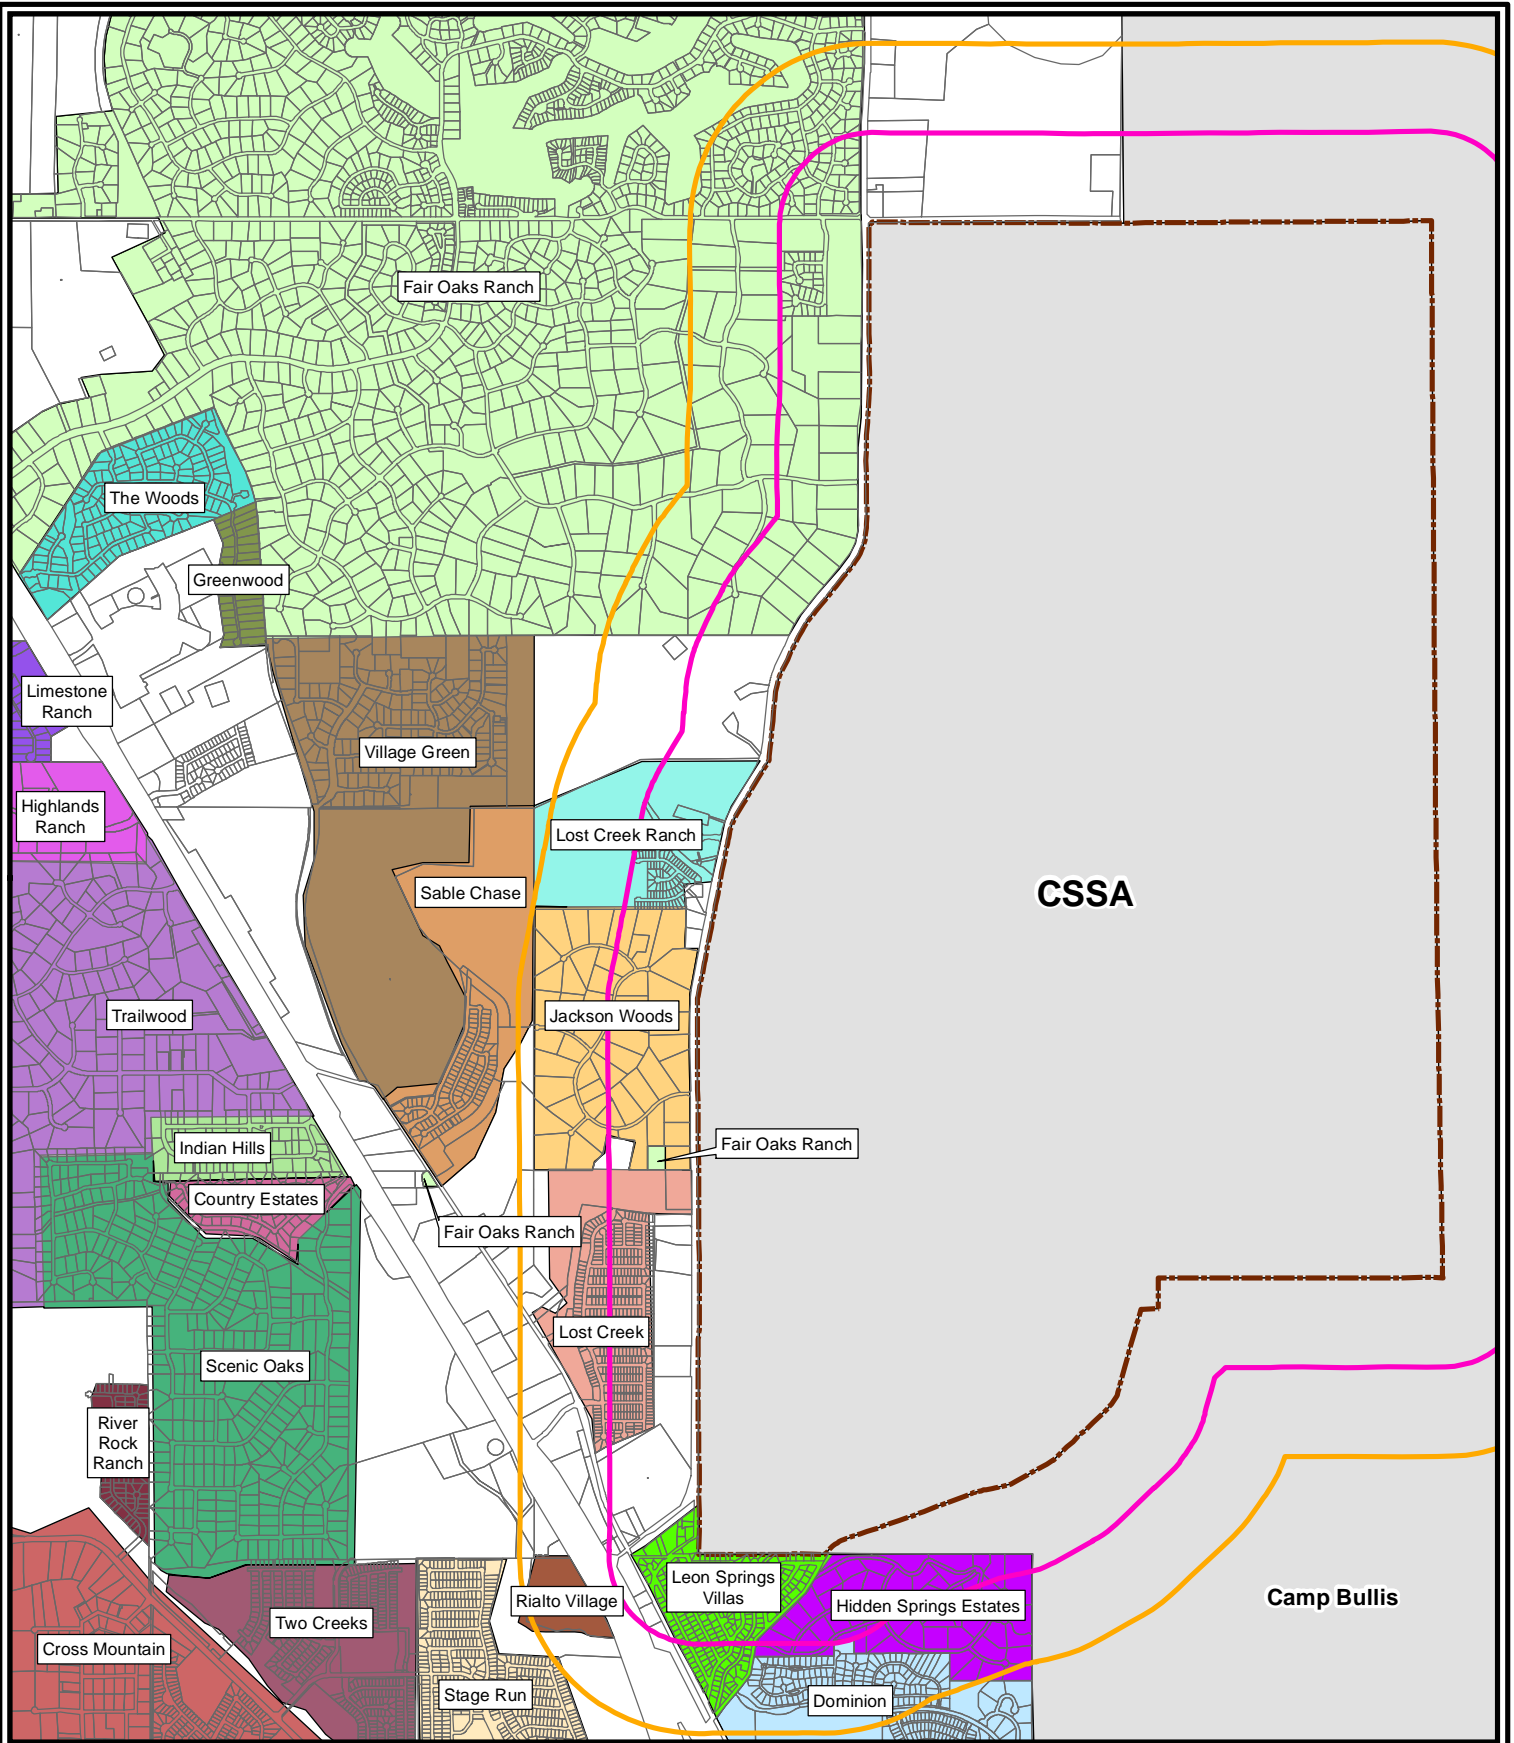 Fair Oaks Ranch
The Woods
Greenwood
Limestone
Ranch
Village Green
Highlands
Ranch
Lost Creek Ranch
Sable Chase
CSSA
Trailwood
Jackson Woods
Indian Hills
Fair Oaks Ranch
Country Estates
Fair Oaks Ranch
Lost Creek
Scenic Oaks
River
Rock
Ranch
Leon Springs
Villas
Rialto Village
Hidden Springs Estates
Camp Bullis
Two Creeks
Cross Mountain
Stage Run
Dominion